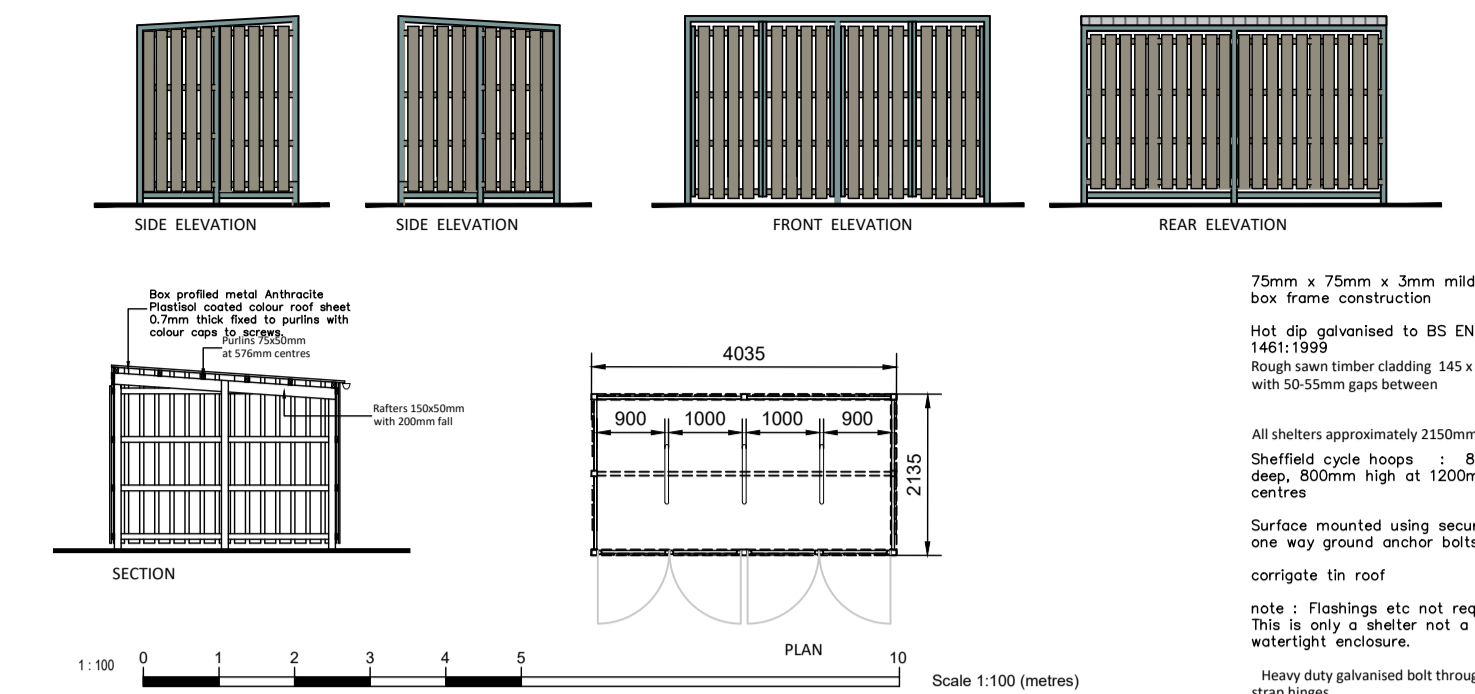 SIDE ELEVATION
SIDE ELEVATION
FRONT ELEVATION
REAR ELEVATION
Box profiled metal Anthracite
Plastisol coated colour roof sheet
0.7mm thick fixed to purlins with
colour caps to screws.
Purlins 75x50mm
at 576mm centres
Rafters 150x50mm
with 200mm fall
SECTION
4035
900 1000 1000 900
2135
PLAN
1 : 100
0 1 2 3 4 5 10
Scale 1:100 (metres)
75mm x 75mm x 3mm mild
box frame construction
Hot dip galvanised to BS EN
1461:1999
Rough sawn timber cladding 145 x
with 50-55mm gaps between
All shelters approximately 2150mm
Sheffield cycle hoops : 8
deep, 800mm high at 1200m
centres
Surface mounted using secur
one way ground anchor bolts
corrigate tin roof
note : Flashings etc not req
This is only a shelter not a
watertight enclosure.
Heavy duty galvanised bolt throug
strap hinges